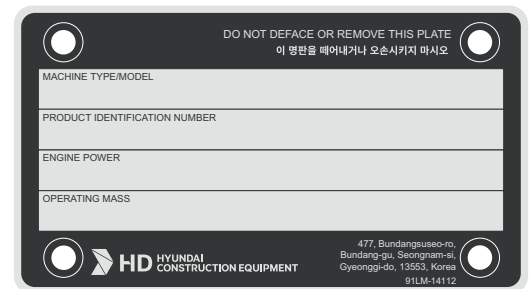 DO NOT DEFACE OR REMOVE THIS PLATE
이 명판을 떼어내거나 오손시키지 마시오
MACHINE TYPE/MODEL
PRODUCT IDENTIFICATION NUMBER
ENGINE POWER
OPERATING MASS
HD HYUNDAI
CONSTRUCTION EQUIPMENT
477, Bundangsuseo-ro,
Bundang-gu, Seongnam-si,
Gyeonggi-do, 13553, Korea
91LM-14112